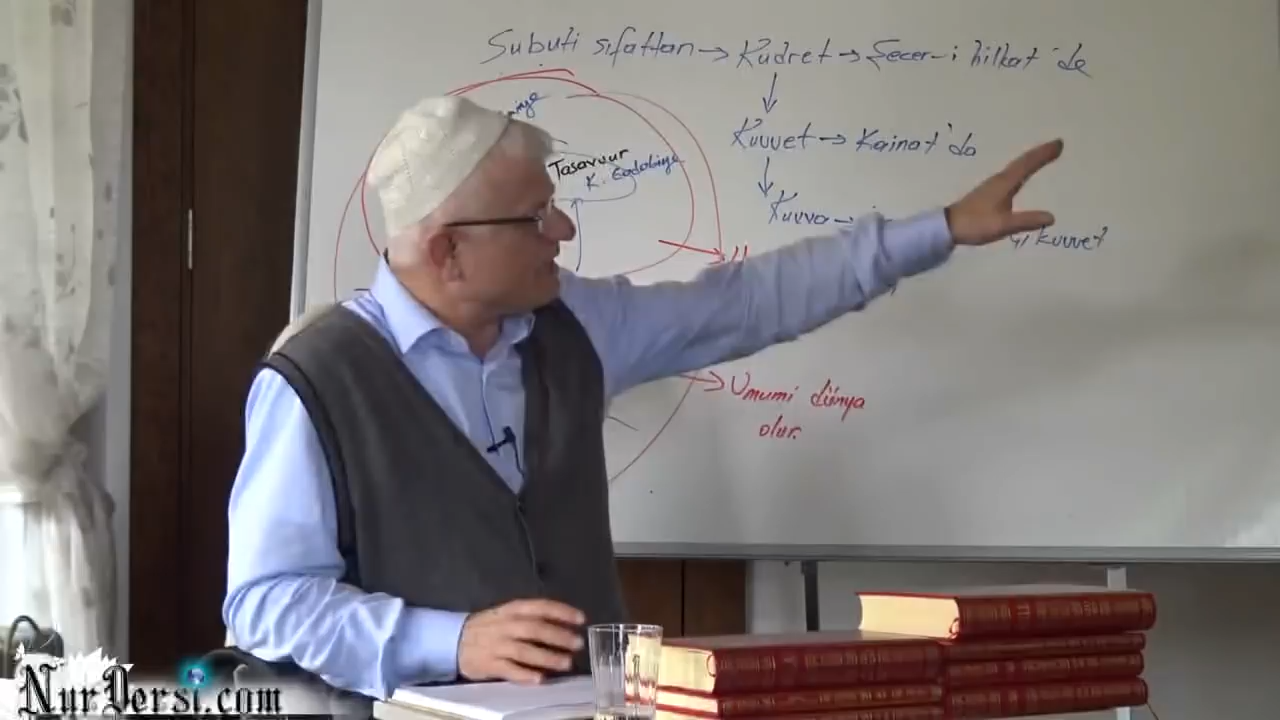 Subuti sıfattan → Kudret → Şecer-i hilkat'de
Kuvvet → Kainat'da
Kuvva →
kuvvet
Tasavvur
K. Gadabiye
Umumi dünya
olur.
NurDersi.com